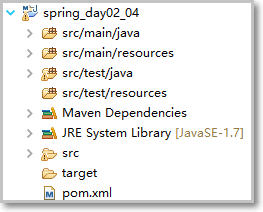 spring_day02_04
src/main/java
src/main/resources
src/test/java
src/test/resources
Maven Dependencies
JRE System Library [JavaSE-1.7]
src
target
pom.xml